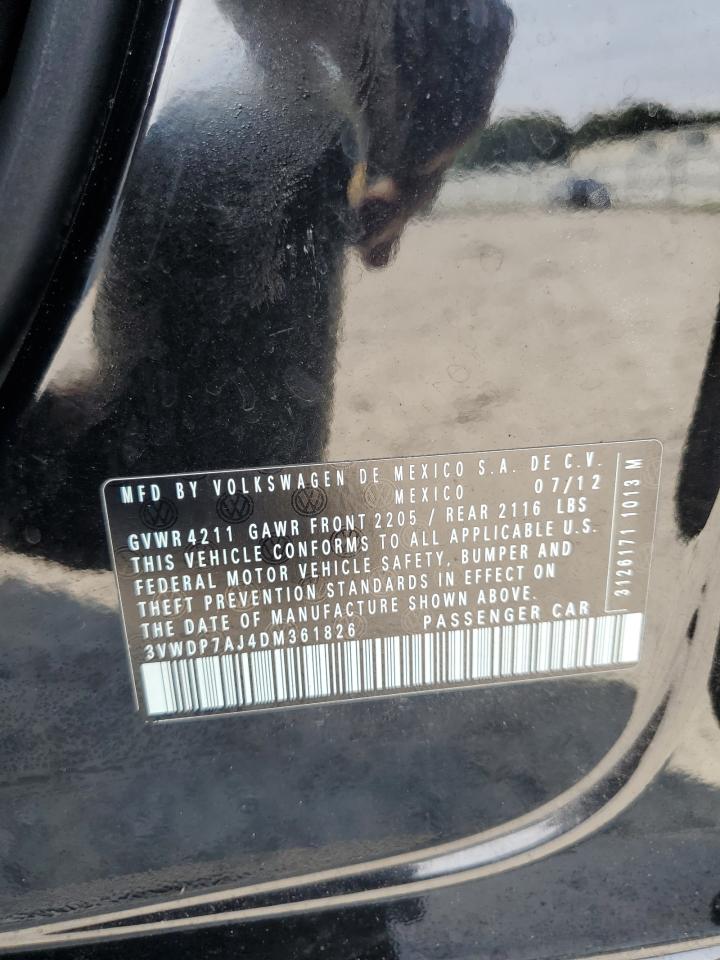 MFD BY VOLKSWAGEN DE MEXICO S.A. DE C.V.
MEXICO 07/12
GVWR 4211 GAWR FRONT 2205 / REAR 2116 LBS
THIS VEHICLE CONFORMS TO ALL APPLICABLE U.S.
FEDERAL MOTOR VEHICLE SAFETY, BUMPER AND
THEFT PREVENTION STANDARDS IN EFFECT ON
THE DATE OF MANUFACTURE SHOWN ABOVE.
3VWDP7AJ4DM361826 PASSENGER CAR
3126171 1013 M